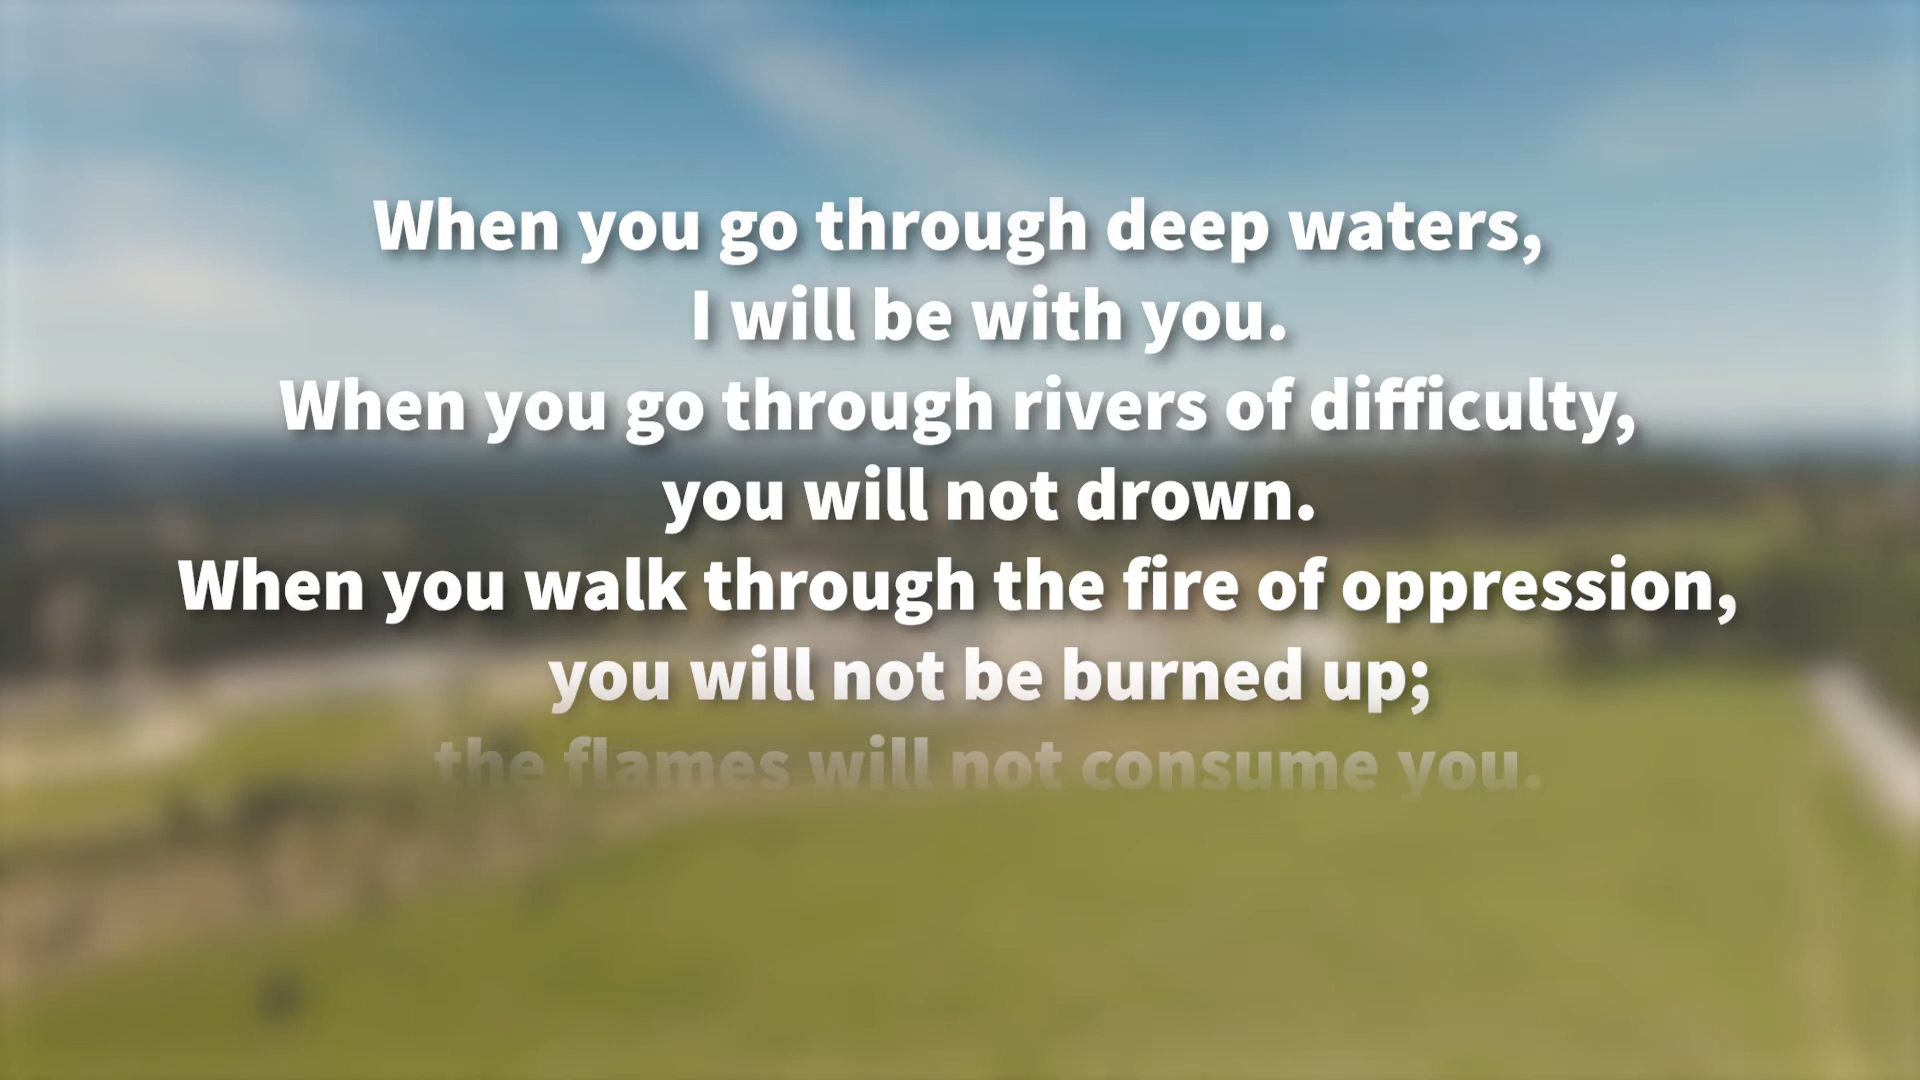 When you go through deep waters,
I will be with you.
When you go through rivers of difficulty,
you will not drown.
When you walk through the fire of oppression,
you will not be burned up;
the flames will not consume you.